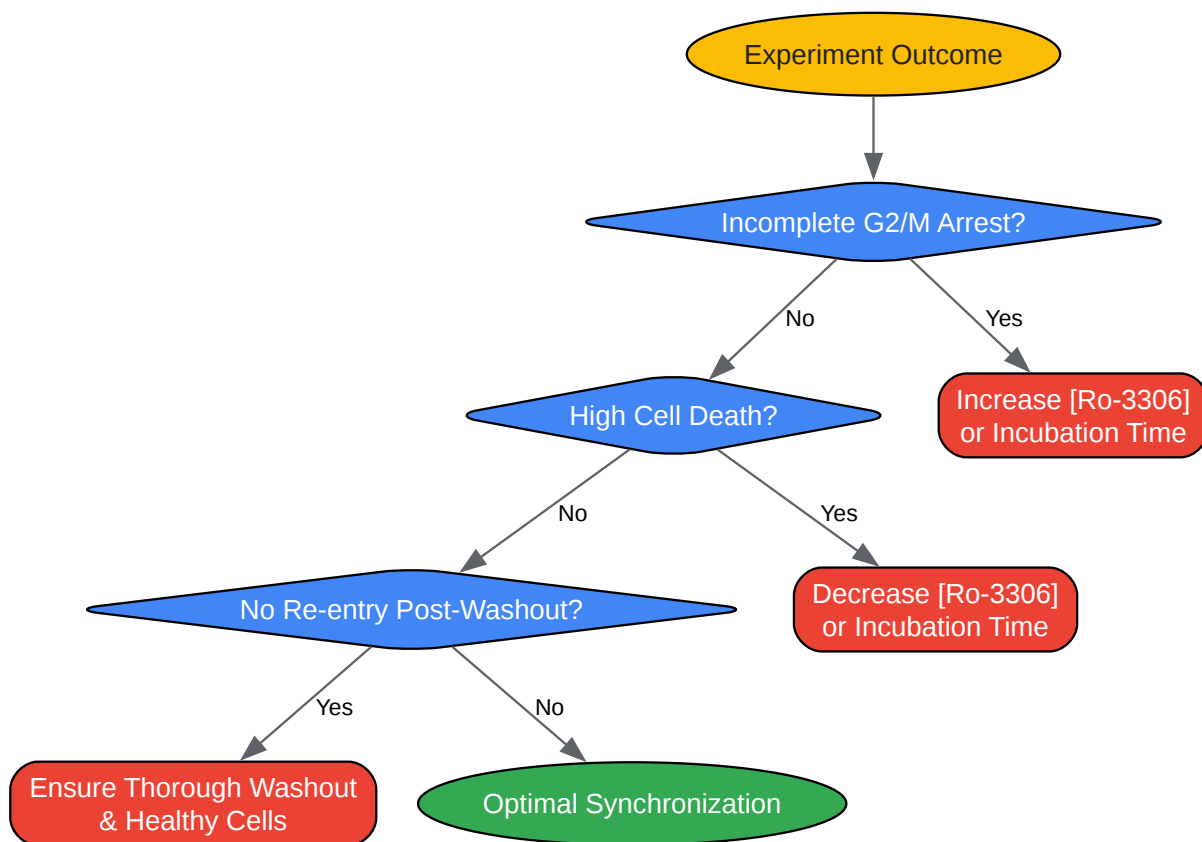 Experiment Outcome
Incomplete G2/M Arrest?
No
Yes
High Cell Death?
Increase [Ro-3306]
or Incubation Time
No
Yes
No Re-entry Post-Washout?
Decrease [Ro-3306]
or Incubation Time
Yes
No
Ensure Thorough Washout
& Healthy Cells
Optimal Synchronization